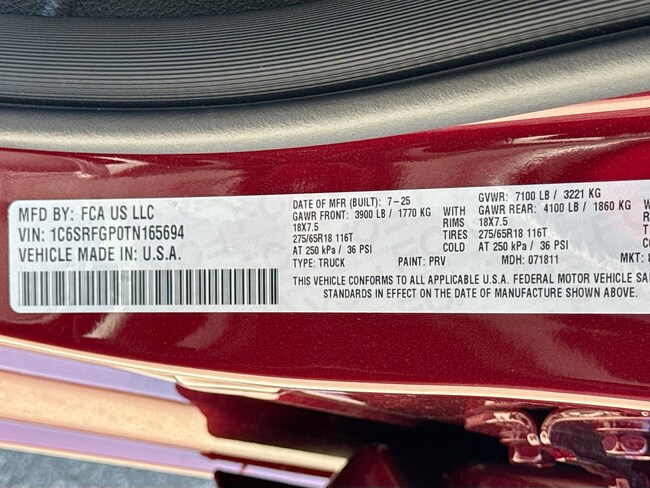 MFD BY: FCA US LLC
VIN: 1C6SRFGP0TN165694
VEHICLE MADE IN: U.S.A.
DATE OF MFR (BUILT): 7-25 GVWR: 7100 LB / 3221 KG
GAWR FRONT: 3900 LB / 1770 KG WITH GAWR REAR: 4100 LB / 1860 KG
18X7.5 RIMS 18X7.5
275/65R18 116T TIRES 275/65R18 116T
AT 250 kPa / 36 PSI COLD AT 250 kPa / 36 PSI
TYPE: TRUCK PAINT: PRV MDH: 071811 MKT:
THIS VEHICLE CONFORMS TO ALL APPLICABLE U.S.A. FEDERAL MOTOR VEHICLE SA
STANDARDS IN EFFECT ON THE DATE OF MANUFACTURE SHOWN ABOVE.